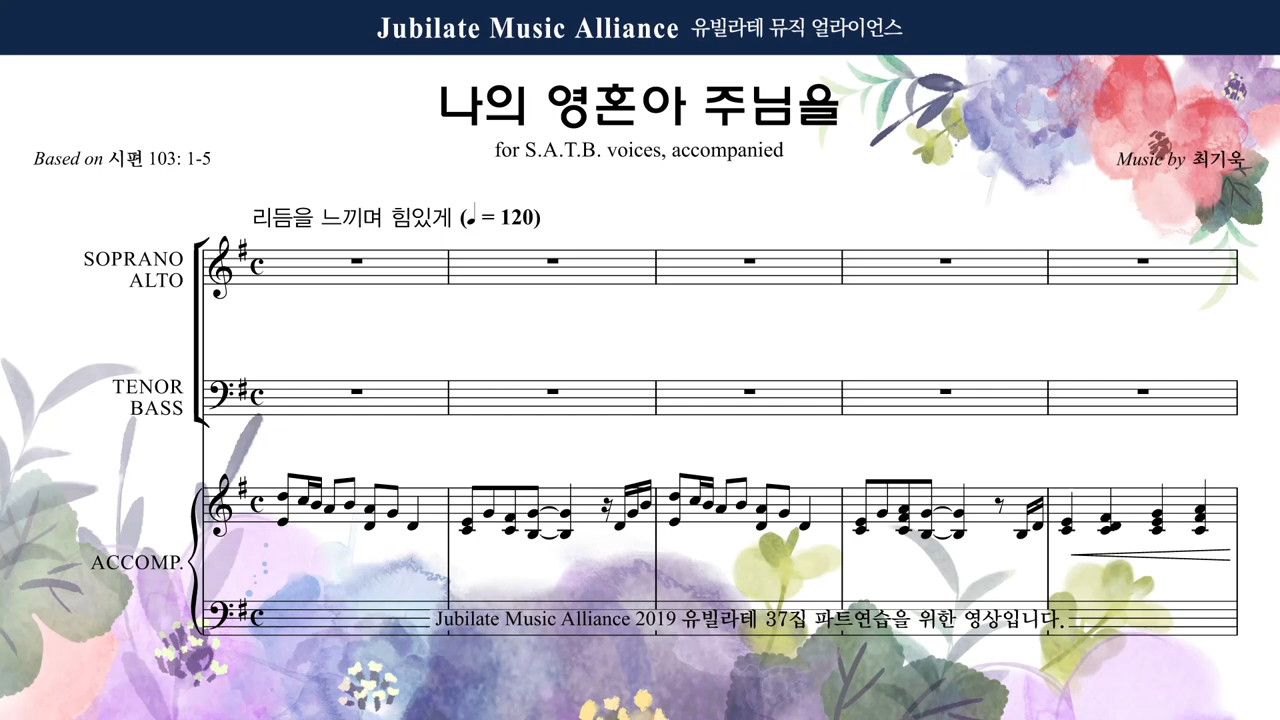 Jubilate Music Alliance 유빌라테 뮤직 얼라이언스
나의 영혼아 주님을
for S.A.T.B. voices, accompanied
Based on 시편 103: 1-5
Music by 최기욱
리듬을 느끼며 힘있게 (♩ = 120)
SOPRANO
ALTO
TENOR
BASS
ACCOMP.
Jubilate Music Alliance 2019 유빌라테 37집 파트연습을 위한 영상입니다.